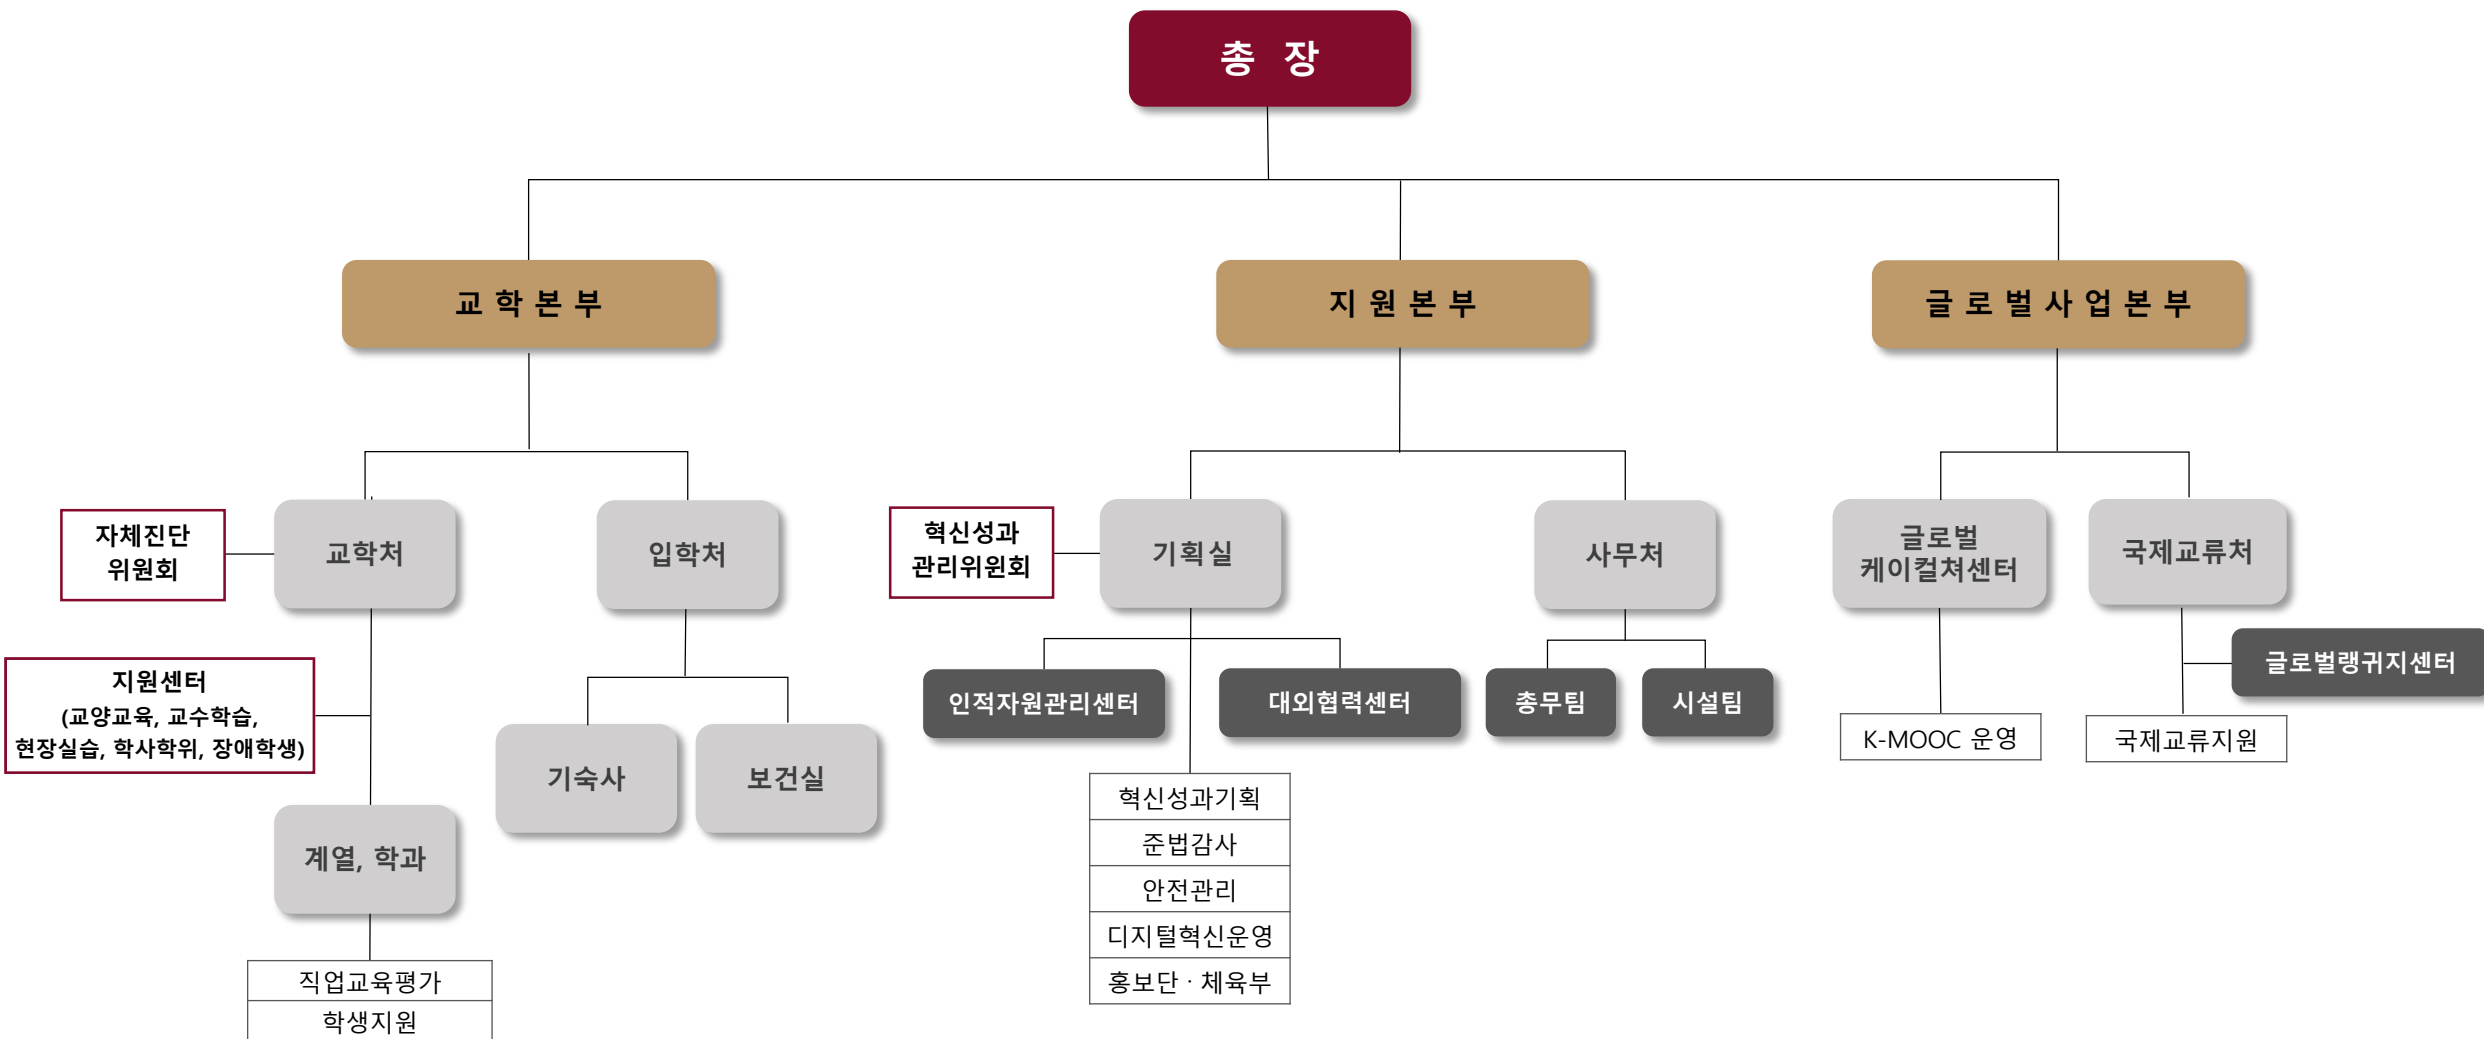 총 장
교 학 본 부
지 원 본 부
글 로 벌 사 업 본 부
자체진단
위원회
교학처
입학처
혁신성과
관리위원회
기획실
사무처
글로벌
케이컬쳐센터
국제교류처
지원센터
(교양교육, 교수학습,
현장실습, 학사학위, 장애학생)
인적자원관리센터
대외협력센터
총무팀
시설팀
글로벌랭귀지센터
K-MOOC 운영
국제교류지원
기숙사
보건실
계열, 학과
혁신성과기획
준법감사
안전관리
디지털혁신운영
홍보단 · 체육부
직업교육평가
학생지원